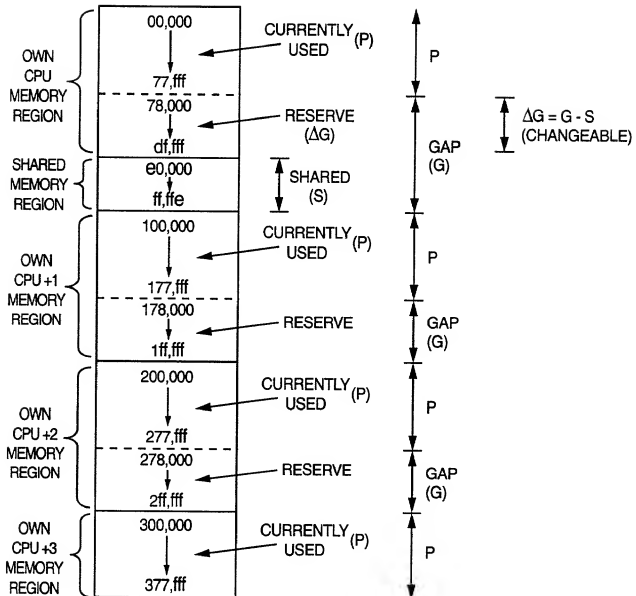 OWN
CPU
MEMORY
REGION
00,000
77,fff
CURRENTLY
USED (P)
P
78,000
df,fff
RESERVE
(ΔG)
GAP
(G)
ΔG = G - S
(CHANGEABLE)
SHARED
MEMORY
REGION
e0,000
ff,ffe
SHARED
(S)
OWN
CPU +1
MEMORY
REGION
100,000
177,fff
CURRENTLY
USED (P)
P
178,000
1ff,fff
RESERVE
GAP
(G)
OWN
CPU +2
MEMORY
REGION
200,000
277,fff
CURRENTLY
USED (P)
P
278,000
2ff,fff
RESERVE
GAP
(G)
OWN
CPU +3
MEMORY
REGION
300,000
377,fff
CURRENTLY
USED (P)
P